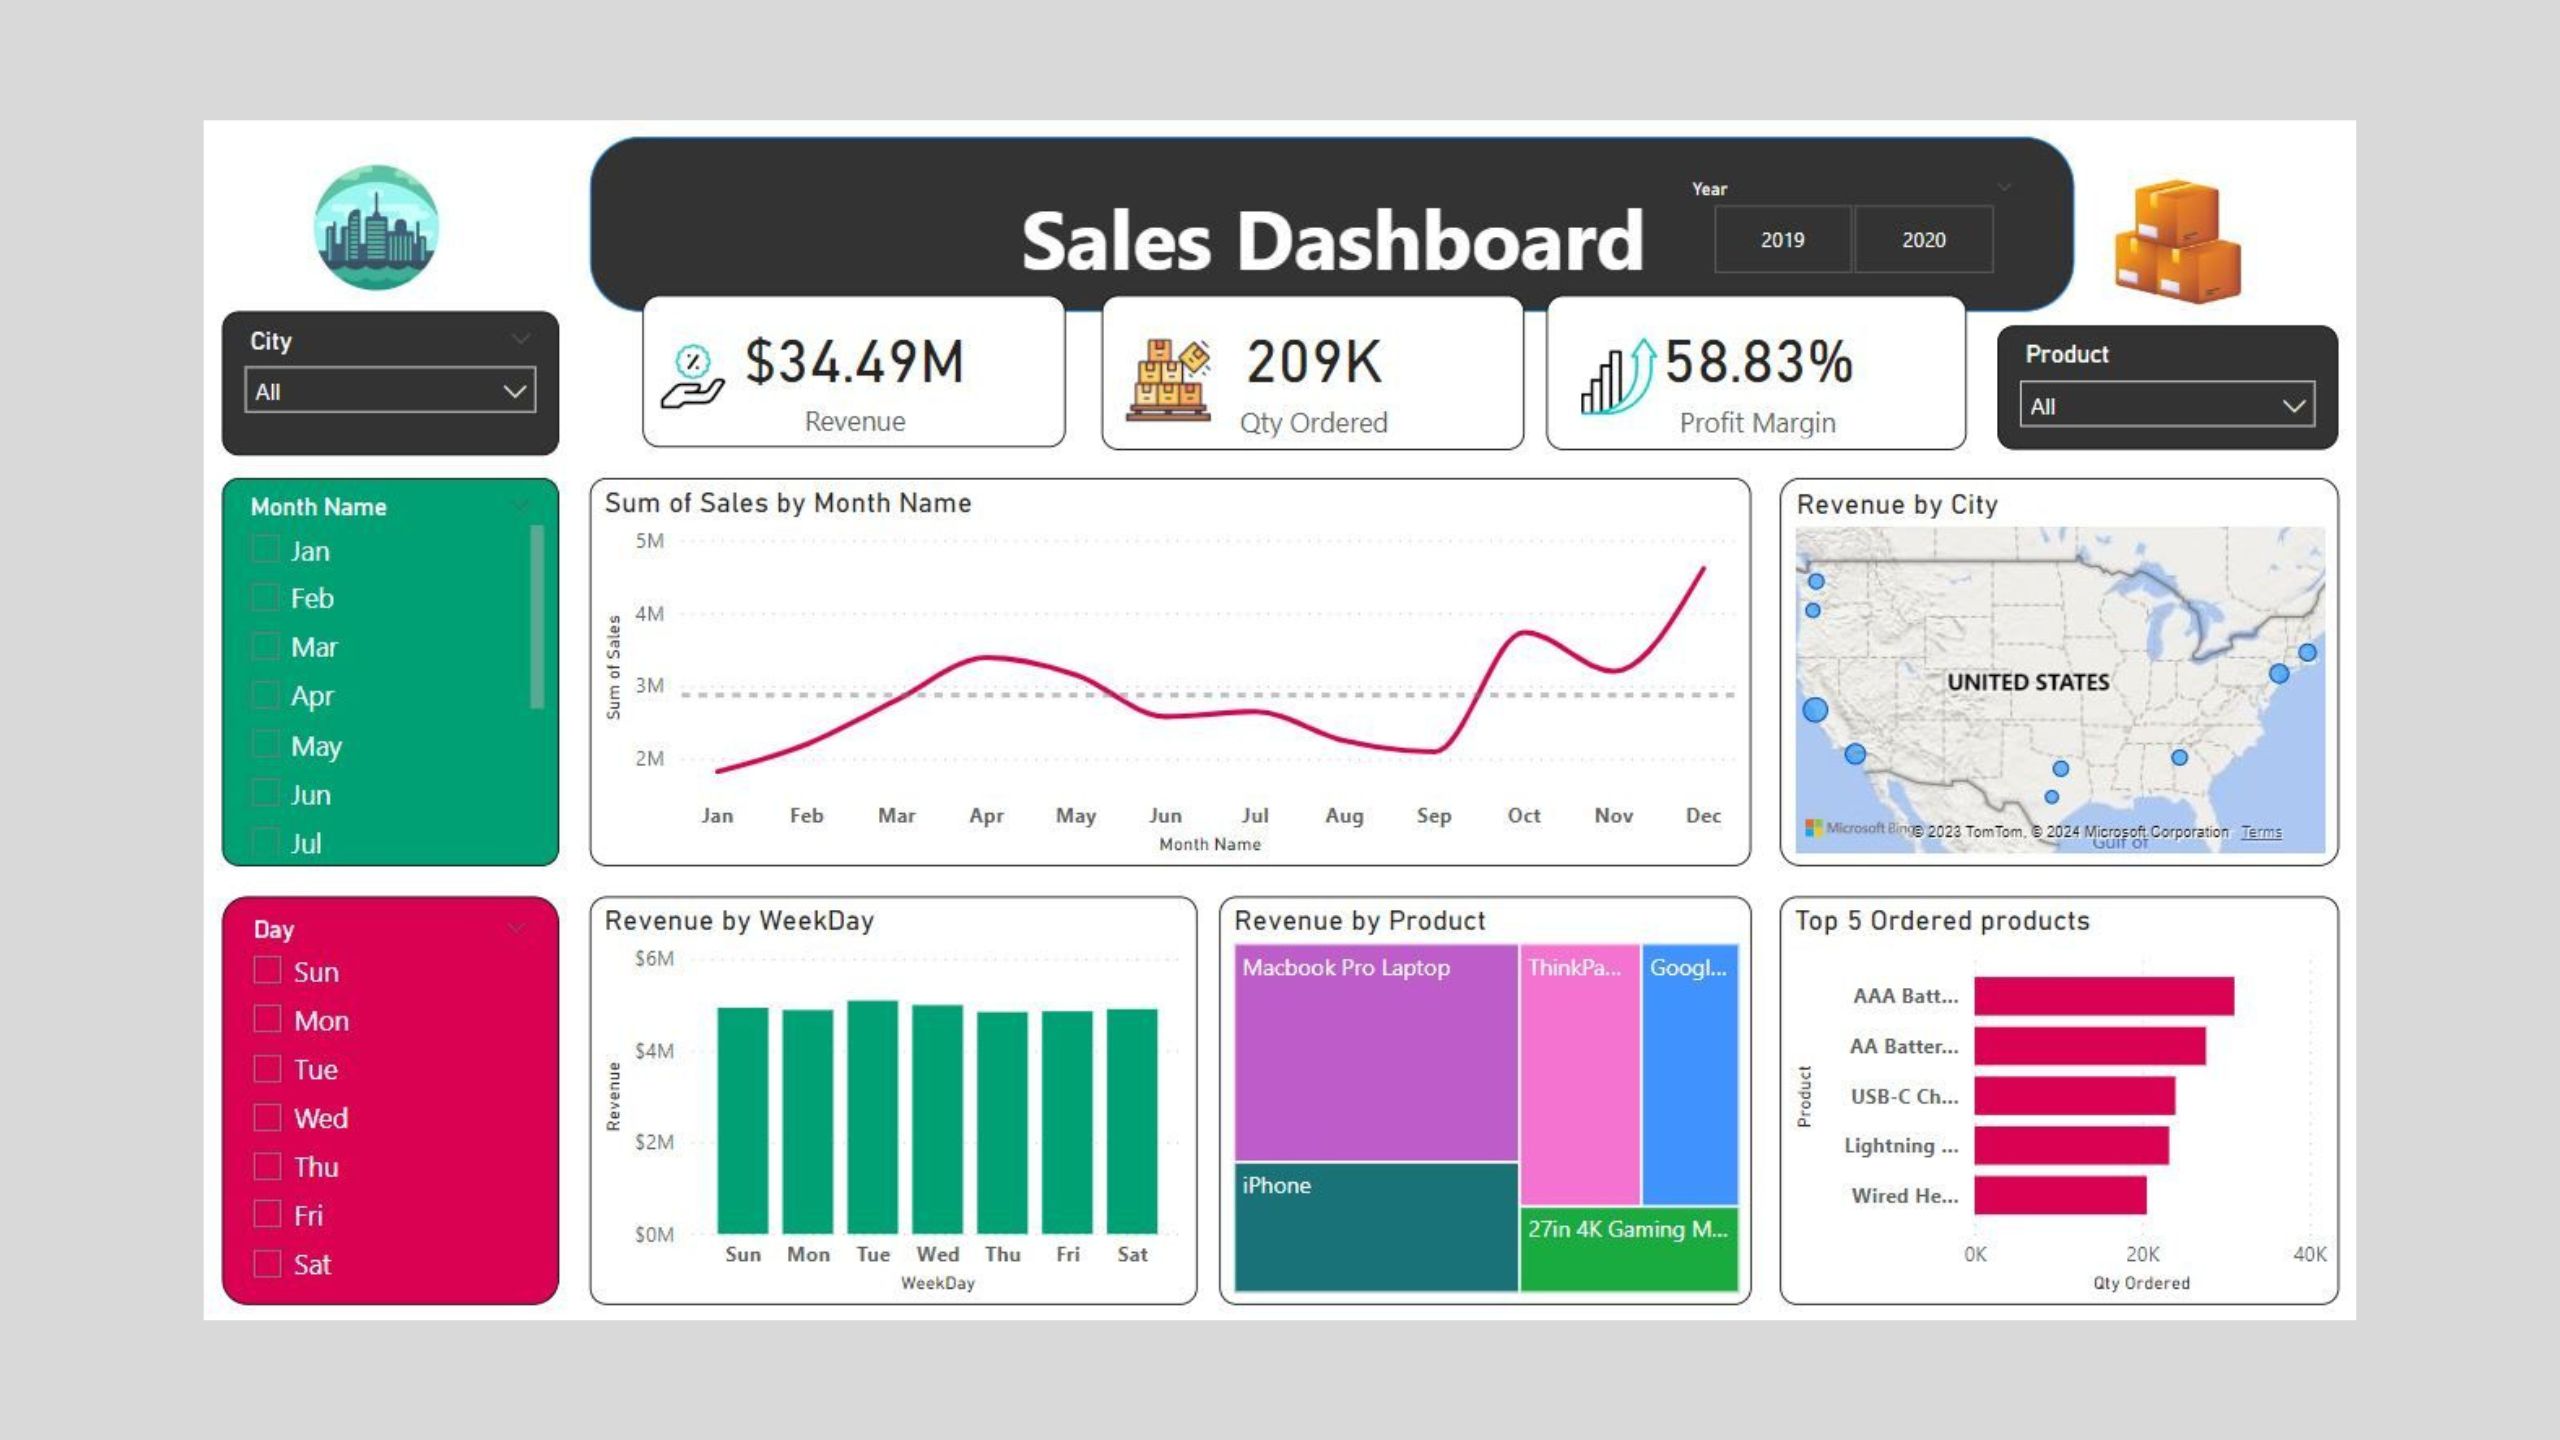 Sales Dashboard
Year
2019
2020
City
All
$34.49M
Revenue
209K
Qty Ordered
58.83%
Profit Margin
Product
All
Month Name
Jan
Feb
Mar
Apr
May
Jun
Jul
Sum of Sales by Month Name
Sum of Sales
5M
4M
3M
2M
Jan Feb Mar Apr May Jun Jul Aug Sep Oct Nov Dec
Month Name
Revenue by City
UNITED STATES
Microsoft Bing
© 2023 TomTom, © 2024 Microsoft Corporation Terms
Gulf of
Day
Sun
Mon
Tue
Wed
Thu
Fri
Sat
Revenue by WeekDay
Revenue
$6M
$4M
$2M
$0M
Sun Mon Tue Wed Thu Fri Sat
WeekDay
Revenue by Product
Macbook Pro Laptop
ThinkPa...
Googl...
iPhone
27in 4K Gaming M...
Top 5 Ordered products
Product
AAA Batt...
AA Batter...
USB-C Ch...
Lightning ...
Wired He...
0K 20K 40K
Qty Ordered